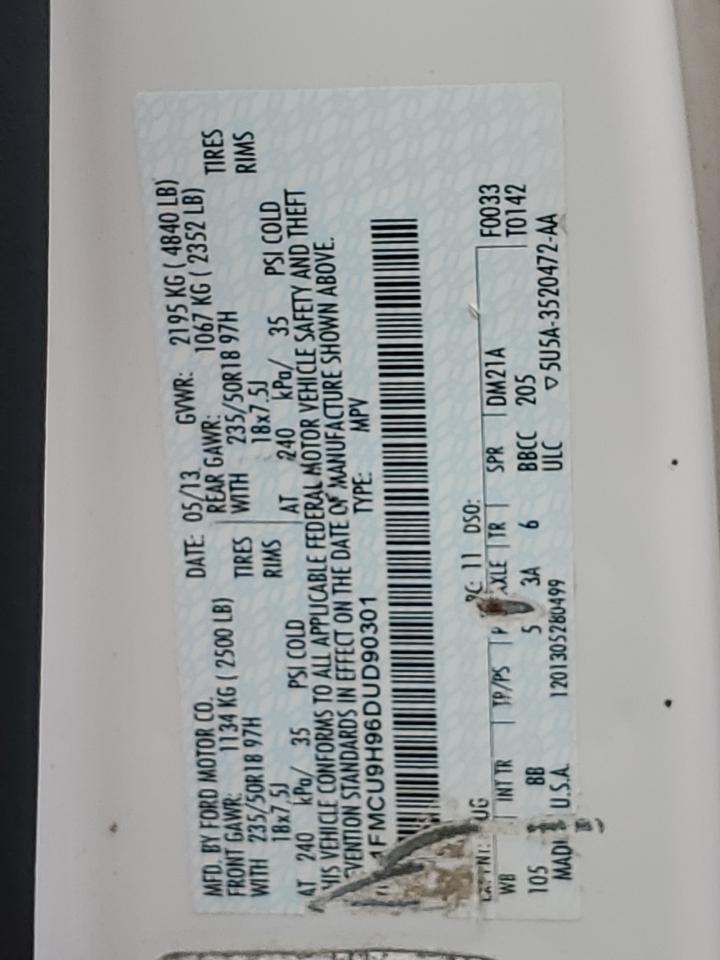 MFD. BY FORD MOTOR CO.
DATE: 05/13 GVWR: 2195 KG ( 4840 LB)
FRONT GAWR: 1134 KG ( 2500 LB) REAR GAWR: 1067 KG ( 2352 LB)
WITH 235/50R18 97H TIRES WITH 235/50R18 97H TIRES
18x7.5J RIMS 18x7.5J RIMS
AT 240 kPa/ 35 PSI COLD AT 240 kPa/ 35 PSI COLD
VEHICLE CONFORMS TO ALL APPLICABLE FEDERAL MOTOR VEHICLE SAFETY AND THEFT
STANDARDS IN EFFECT ON THE DATE OF MANUFACTURE SHOWN ABOVE.
1FMCU9H96DUD90301 TYPE: MPV
UG 11 DSO: F0033
WB INT TR TP/PS TR SPR DM21A T0142
105 BB 5 3A 6 BBCC 205
U.S.A. 1201305280499 ULC ▽5U5A-3520472-AA